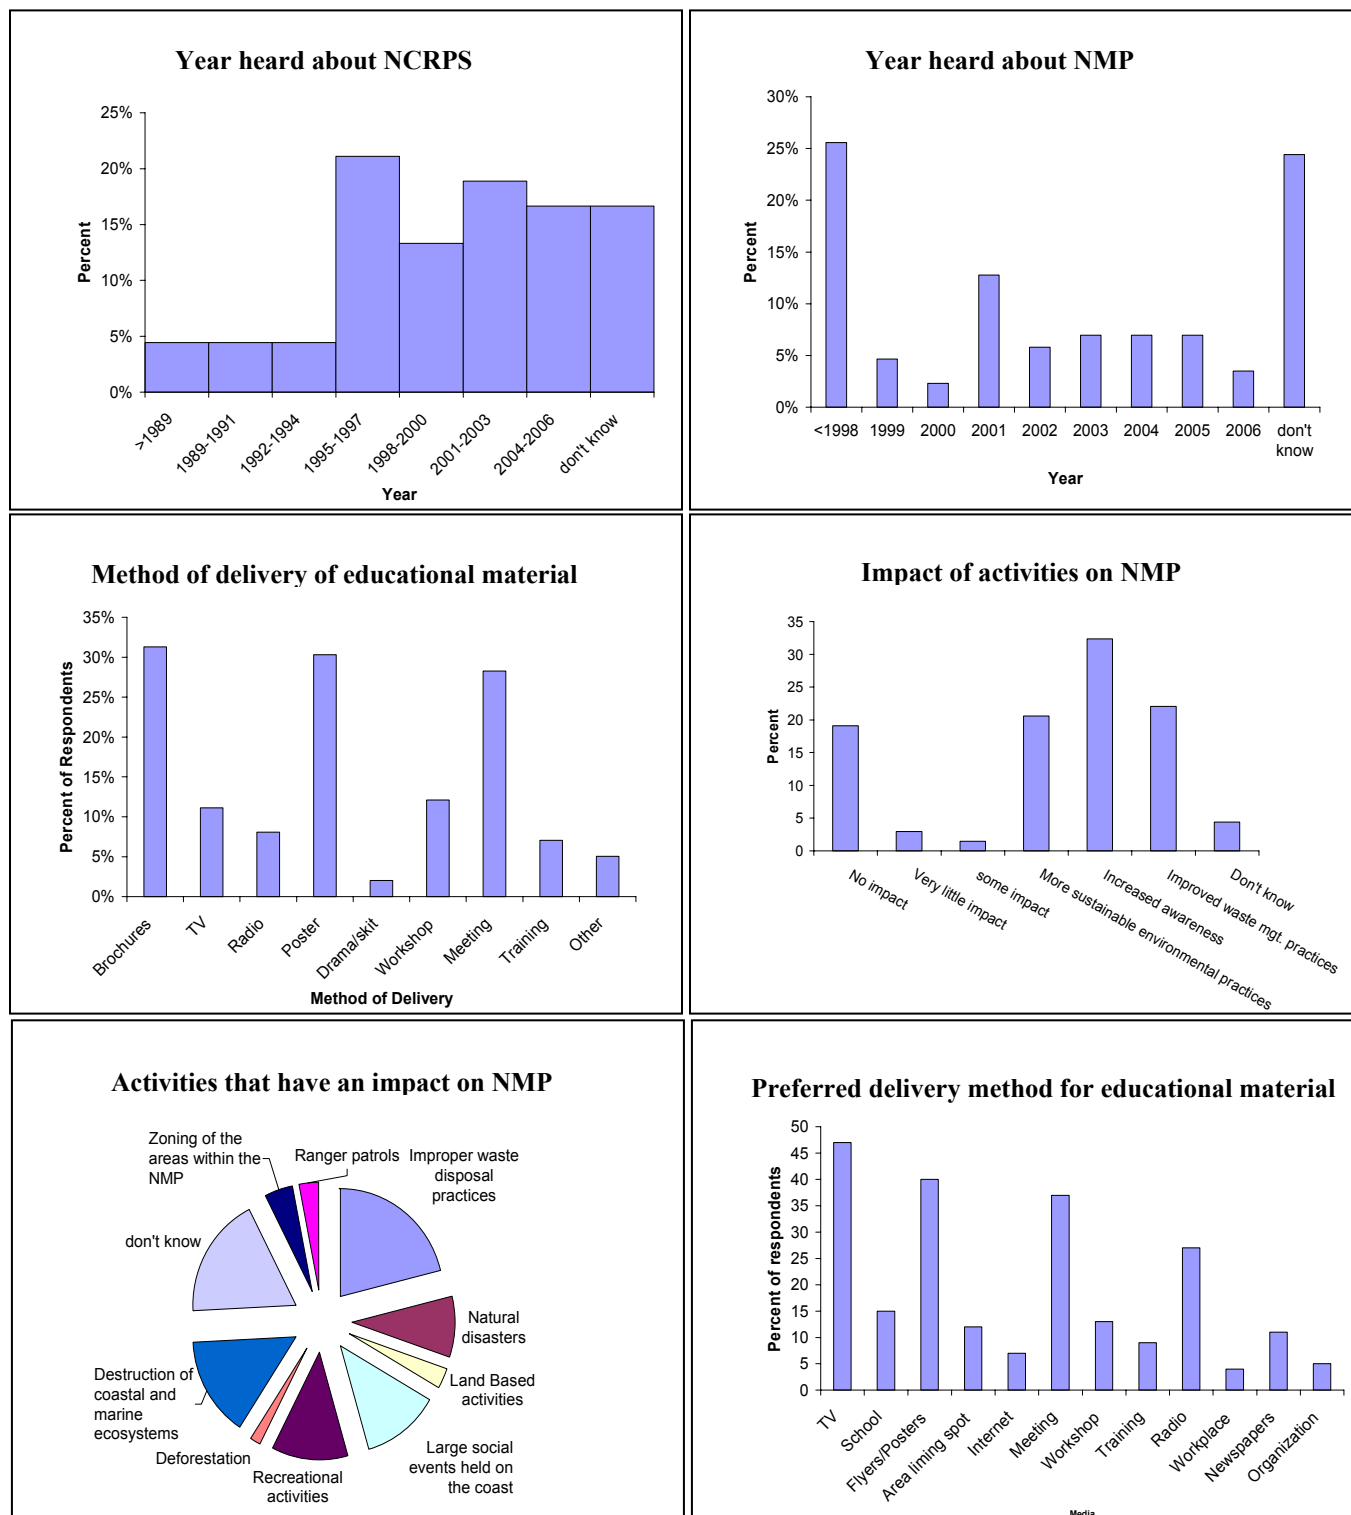 Year heard about NCRPS
Percent
25%
20%
15%
10%
5%
0%
>1989
1989-1991
1992-1994
1995-1997
1998-2000
2001-2003
2004-2006
don't know
Year
Year heard about NMP
Percent
30%
25%
20%
15%
10%
5%
0%
<1998 1999 2000 2001 2002 2003 2004 2005 2006 don't
know
Year
Method of delivery of educational material
Percent of Respondents
35%
30%
25%
20%
15%
10%
5%
0%
Brochures
TV
Radio
Poster
Drama/skit
Workshop
Meeting
Training
Other
Method of Delivery
Impact of activities on NMP
Percent
35
30
25
20
15
10
5
0
No impact
Very little impact
some impact
More sustainable environmental practices
Increased awareness
Improved waste mgt. practices
Don't know
Activities that have an impact on NMP
Zoning of the
areas within the
NMP
Ranger patrols
Improper waste
disposal
practices
don't know
Natural
disasters
Land Based
activities
Destruction of
coastal and
marine
ecosystems
Deforestation
Recreational
activities
Large social
events held on
the coast
Preferred delivery method for educational material
Percent of respondents
50
45
40
35
30
25
20
15
10
5
0
TV
School
Flyers/Posters
Area liming spot
Internet
Meeting
Workshop
Training
Radio
Workplace
Newspapers
Organization
Media